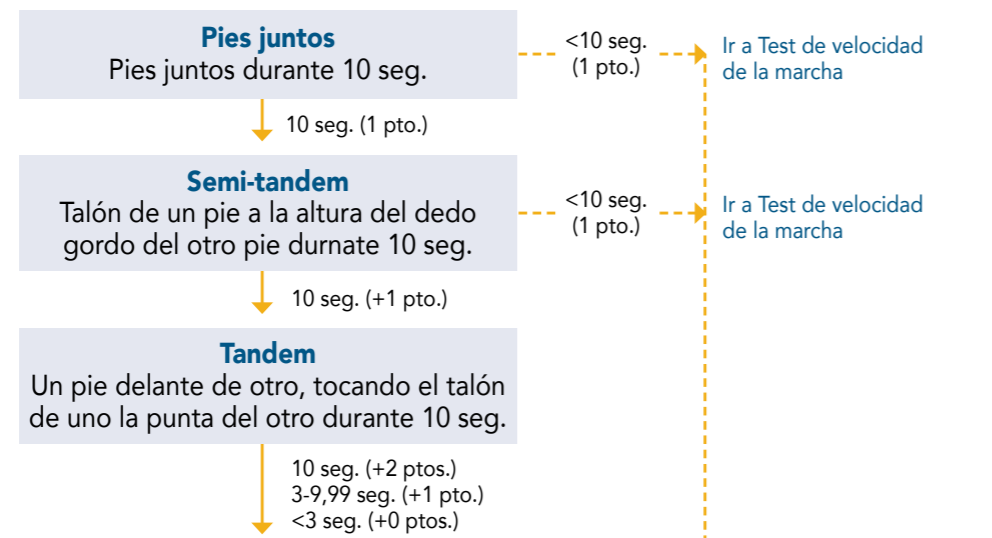 Pies juntos
Pies juntos durante 10 seg.
<10 seg.
(1 pto.)
Ir a Test de velocidad
de la marcha
10 seg. (1 pto.)
Semi-tandem
Talón de un pie a la altura del dedo
gordo del otro pie durnate 10 seg.
<10 seg.
(1 pto.)
Ir a Test de velocidad
de la marcha
10 seg. (+1 pto.)
Tandem
Un pie delante de otro, tocando el talón
de uno la punta del otro durante 10 seg.
10 seg. (+2 ptos.)
3-9,99 seg. (+1 pto.)
<3 seg. (+0 ptos.)